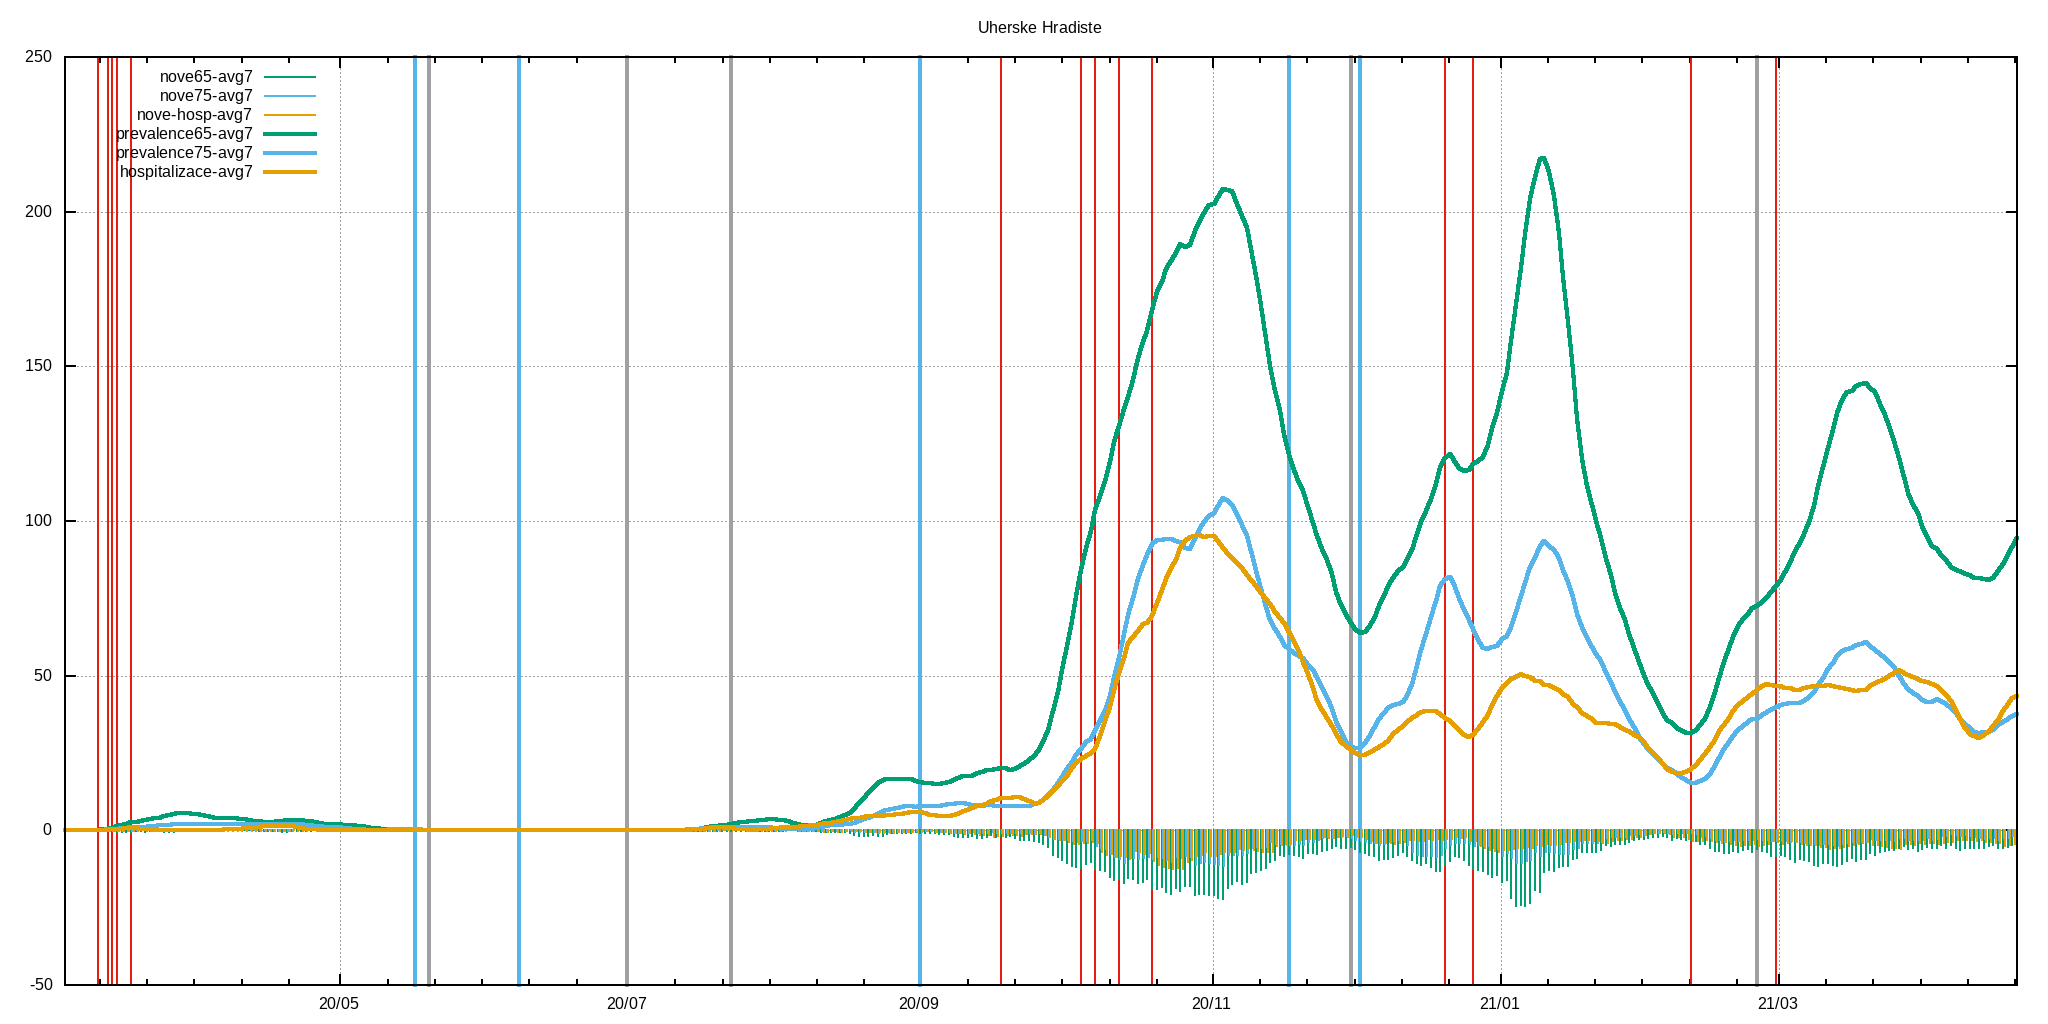 Uherske Hradiste
250
nove65-avg7
nove75-avg7
nove-hosp-avg7
prevalence65-avg7
prevalence75-avg7
hospitalizace-avg7
200
150
100
50
0
-50
20/05 20/07 20/09 20/11 21/01 21/03